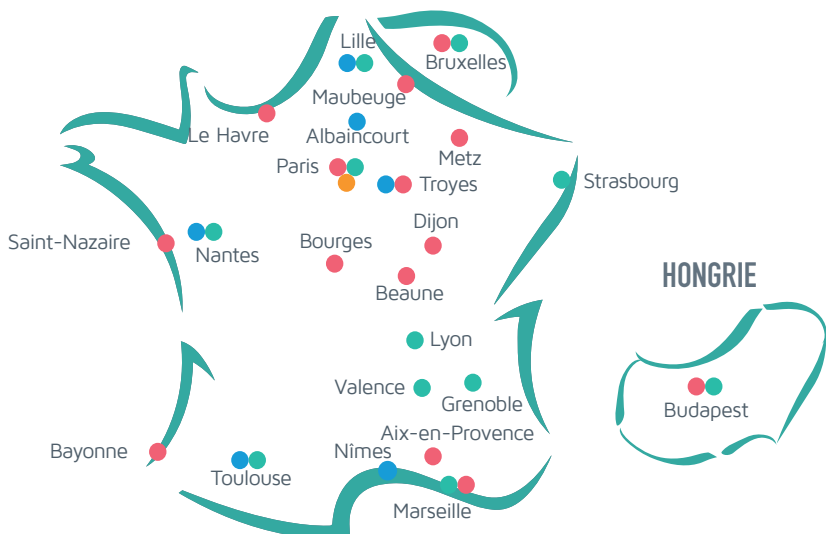 Lille
Bruxelles
Maubeuge
Le Havre
Albaincourt
Metz
Paris
Troyes
Strasbourg
Dijon
Saint-Nazaire
Bourges
Nantes
HONGRIE
Beaune
Lyon
Valence
Grenoble
Budapest
Aix-en-Provence
Bayonne
Nîmes
Toulouse
Marseille